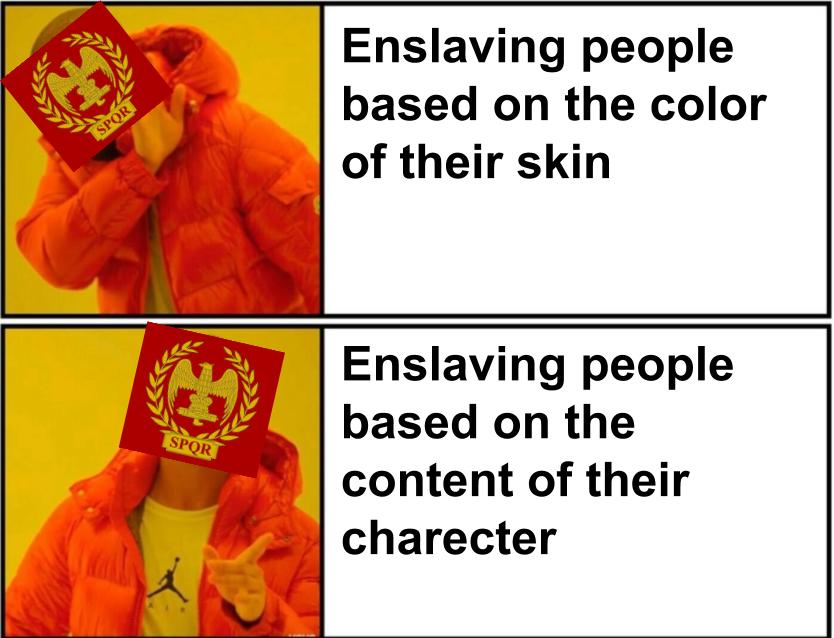 SPQR
Enslaving people
based on the color
of their skin
SPQR
Enslaving people
based on the
content of their
charecter
AIR